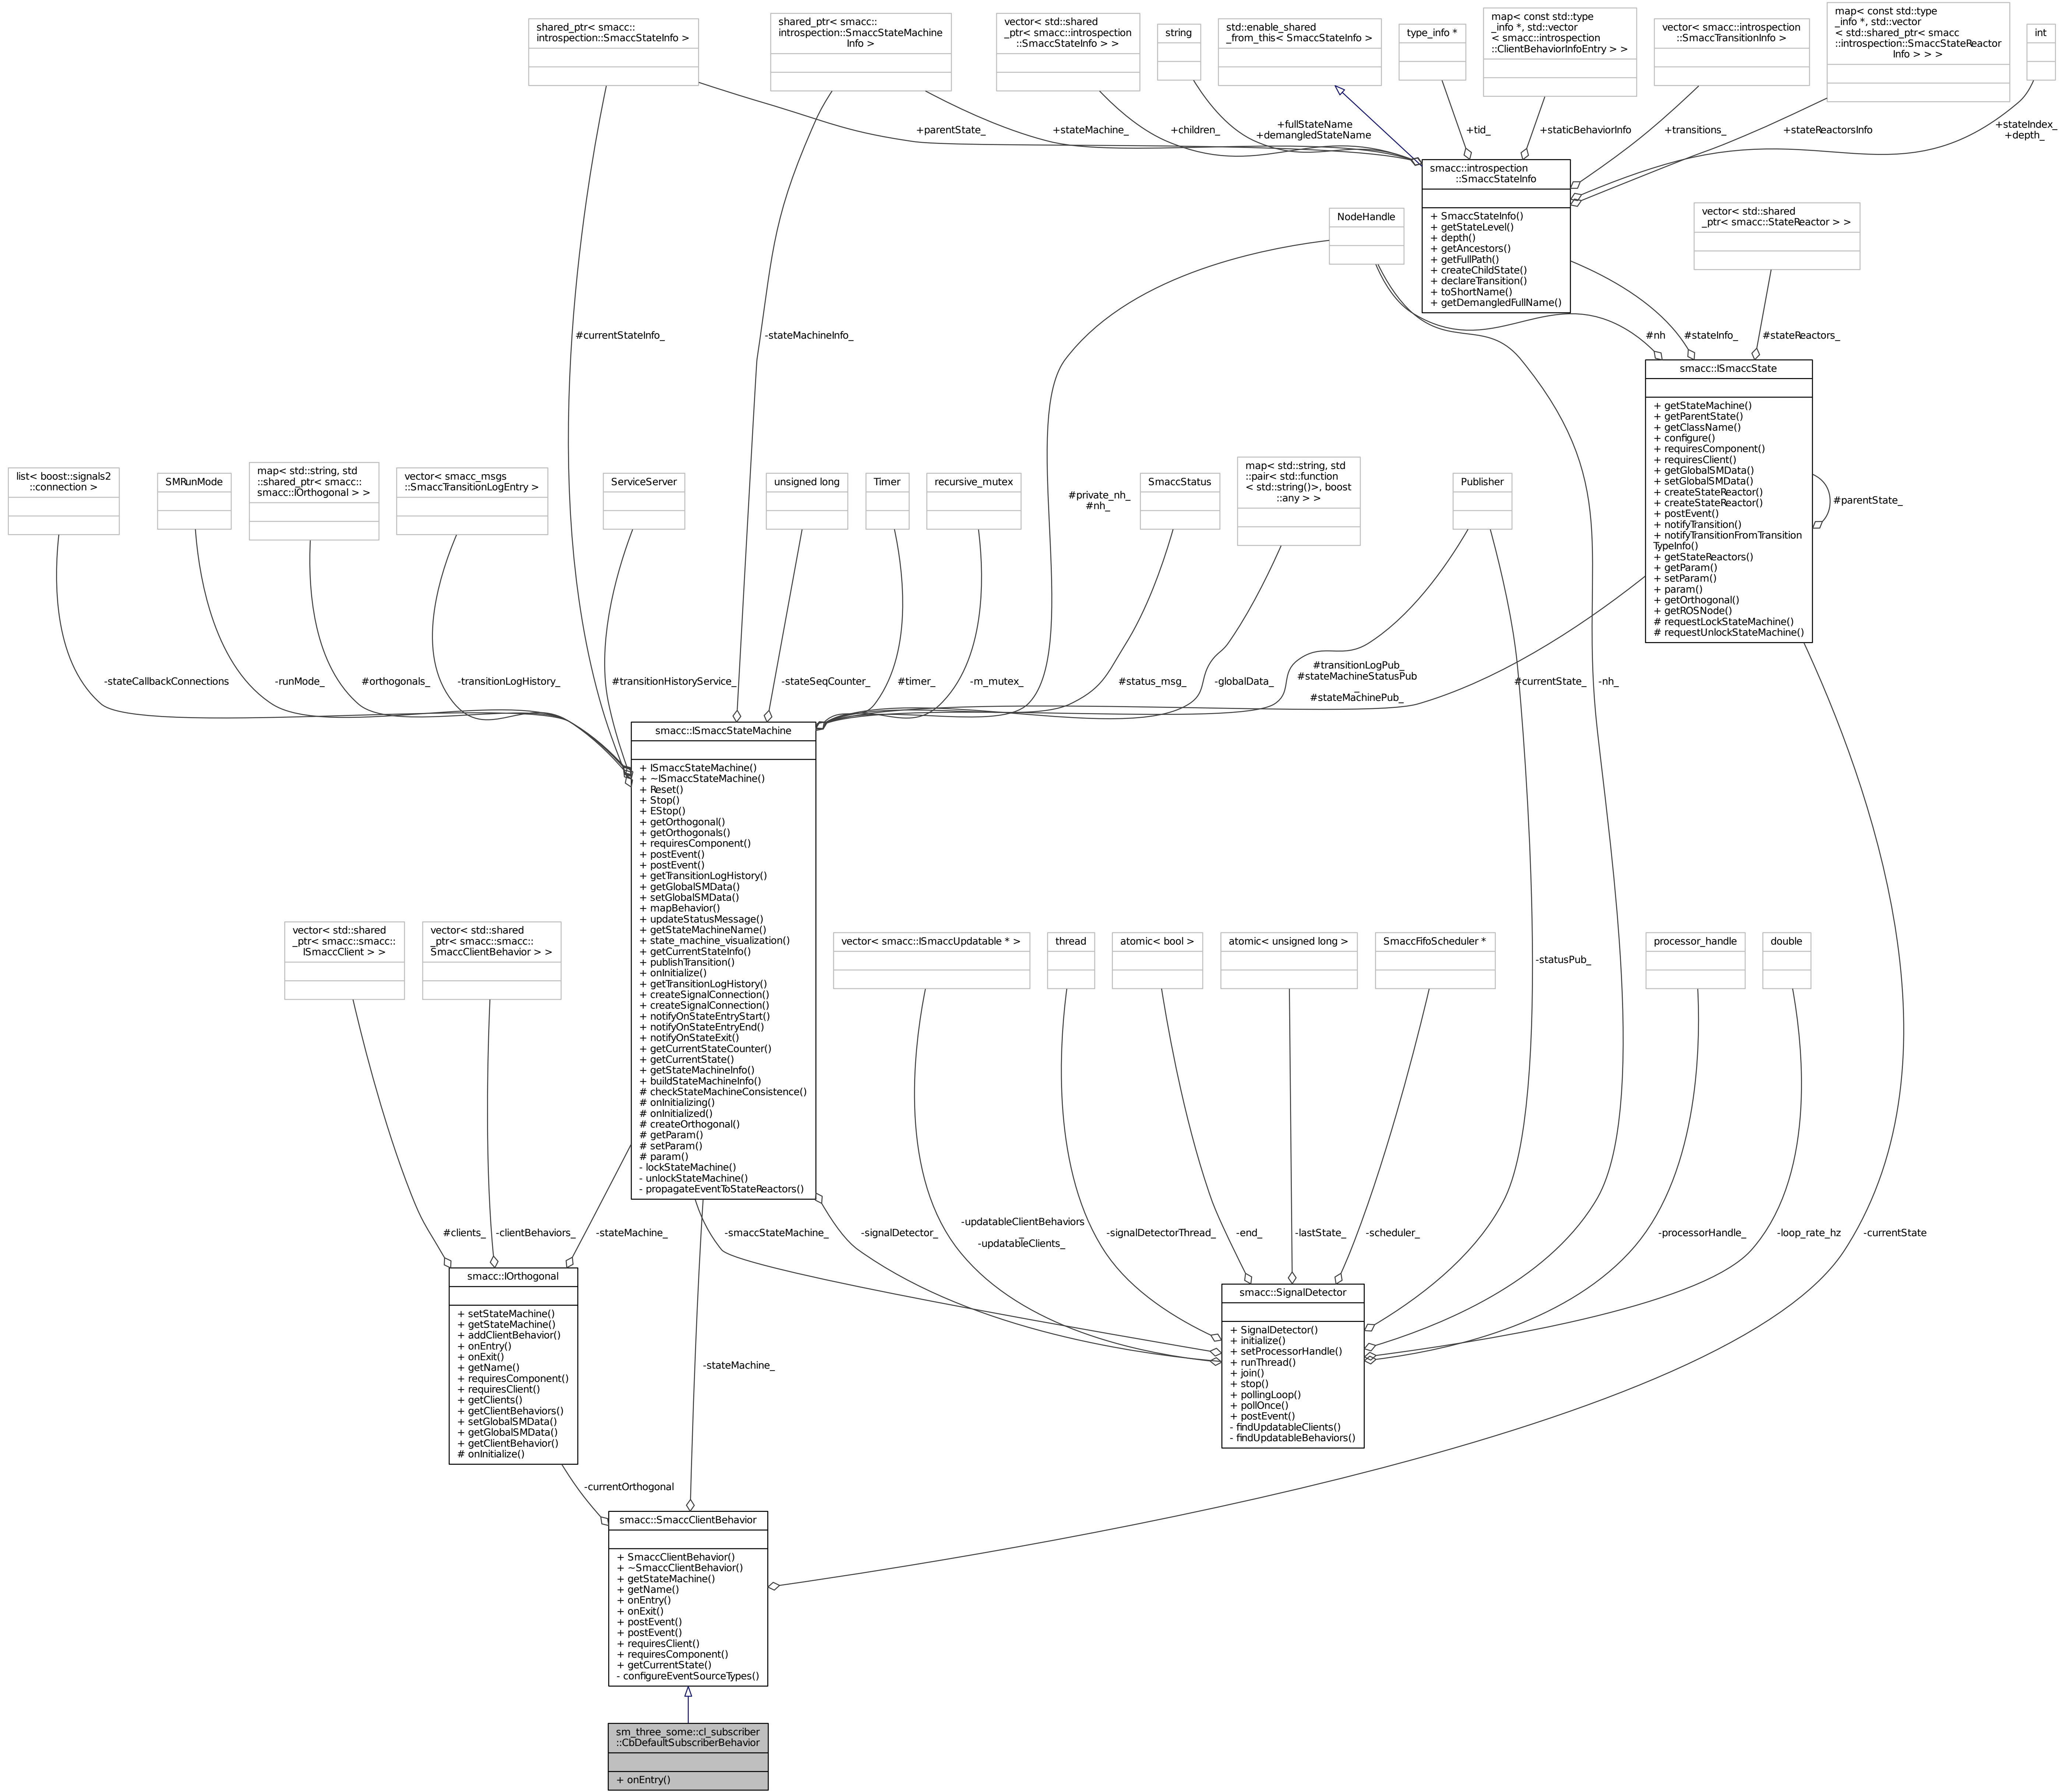 shared_ptr< smacc::
introspection::SmaccStateInfo >
shared_ptr< smacc::
introspection::SmaccStateMachine
Info >
vector< std::shared
_ptr< smacc::introspection
::SmaccStateInfo > >
string
std::enable_shared
_from_this< SmaccStateInfo >
type_info *
map< const std::type
_info *, std::vector
< smacc::introspection
::ClientBehaviorInfoEntry > >
vector< smacc::introspection
::SmaccTransitionInfo >
map< const std::type
_info *, std::vector
< std::shared_ptr< smacc
::introspection::SmaccStateReactor
Info > > >
int
+parentState_
+stateMachine_
+children_
+fullStateName
+demangledStateName
+tid_
+staticBehaviorInfo
+transitions_
+stateReactorsInfo
+stateIndex_
+depth_
smacc::introspection
::SmaccStateInfo
+ SmaccStateInfo()
+ getStateLevel()
+ depth()
+ getAncestors()
+ getFullPath()
+ createChildState()
+ declareTransition()
+ toShortName()
+ getDemangledFullName()
NodeHandle
vector< std::shared
_ptr< smacc::StateReactor > >
#currentStateInfo_
-stateMachineInfo_
#nh
#stateInfo_
#stateReactors_
smacc::ISmaccState
+ getStateMachine()
+ getParentState()
+ getClassName()
+ configure()
+ requiresComponent()
+ requiresClient()
+ getGlobalSMData()
+ setGlobalSMData()
+ createStateReactor()
+ createStateReactor()
+ postEvent()
+ notifyTransition()
+ notifyTransitionFromTransition
TypeInfo()
+ getStateReactors()
+ getParam()
+ setParam()
+ param()
+ getOrthogonal()
+ getROSNode()
# requestLockStateMachine()
# requestUnlockStateMachine()
#parentState_
list< boost::signals2
::connection >
SMRunMode
map< std::string, std
::shared_ptr< smacc::
smacc::IOrthogonal > >
vector< smacc_msgs
::SmaccTransitionLogEntry >
ServiceServer
unsigned long
Timer
recursive_mutex
#private_nh_
#nh_
SmaccStatus
map< std::string, std
::pair< std::function
< std::string()>, boost
::any > >
Publisher
-stateCallbackConnections
-runMode_
#orthogonals_
-transitionLogHistory_
#transitionHistoryService_
-stateSeqCounter_
#timer_
-m_mutex_
#status_msg_
-globalData_
#transitionLogPub_
#stateMachineStatusPub
_
#stateMachinePub_
#currentState_
-nh_
smacc::ISmaccStateMachine
+ ISmaccStateMachine()
+ ~ISmaccStateMachine()
+ Reset()
+ Stop()
+ EStop()
+ getOrthogonal()
+ getOrthogonals()
+ requiresComponent()
+ postEvent()
+ postEvent()
+ getTransitionLogHistory()
+ getGlobalSMData()
+ setGlobalSMData()
+ mapBehavior()
+ updateStatusMessage()
+ getStateMachineName()
+ state_machine_visualization()
+ getCurrentStateInfo()
+ publishTransition()
+ onInitialize()
+ getTransitionLogHistory()
+ createSignalConnection()
+ createSignalConnection()
+ notifyOnStateEntryStart()
+ notifyOnStateEntryEnd()
+ notifyOnStateExit()
+ getCurrentStateCounter()
+ getCurrentState()
+ getStateMachineInfo()
+ buildStateMachineInfo()
# checkStateMachineConsistence()
# onInitializing()
# onInitialized()
# createOrthogonal()
# getParam()
# setParam()
# param()
- lockStateMachine()
- unlockStateMachine()
- propagateEventToStateReactors()
vector< std::shared
_ptr< smacc::smacc::
ISmaccClient > >
vector< std::shared
_ptr< smacc::smacc::
SmaccClientBehavior > >
vector< smacc::ISmaccUpdatable * >
thread
atomic< bool >
atomic< unsigned long >
SmaccFifoScheduler *
-statusPub_
processor_handle
double
#clients_
-clientBehaviors_
-stateMachine_
-smaccStateMachine_
-signalDetector_
-updatableClientBehaviors
_
-updatableClients_
-signalDetectorThread_
-end_
-lastState_
-scheduler_
-processorHandle_
-loop_rate_hz
-currentState
smacc::IOrthogonal
+ setStateMachine()
+ getStateMachine()
+ addClientBehavior()
+ onEntry()
+ onExit()
+ getName()
+ requiresComponent()
+ requiresClient()
+ getClients()
+ getClientBehaviors()
+ setGlobalSMData()
+ getGlobalSMData()
+ getClientBehavior()
# onInitialize()
smacc::SignalDetector
+ SignalDetector()
+ initialize()
+ setProcessorHandle()
+ runThread()
+ join()
+ stop()
+ pollingLoop()
+ pollOnce()
+ postEvent()
- findUpdatableClients()
- findUpdatableBehaviors()
-stateMachine_
-currentOrthogonal
smacc::SmaccClientBehavior
+ SmaccClientBehavior()
+ ~SmaccClientBehavior()
+ getStateMachine()
+ getName()
+ onEntry()
+ onExit()
+ postEvent()
+ postEvent()
+ requiresClient()
+ requiresComponent()
+ getCurrentState()
- configureEventSourceTypes()
sm_three_some::cl_subscriber
::CbDefaultSubscriberBehavior
+ onEntry()